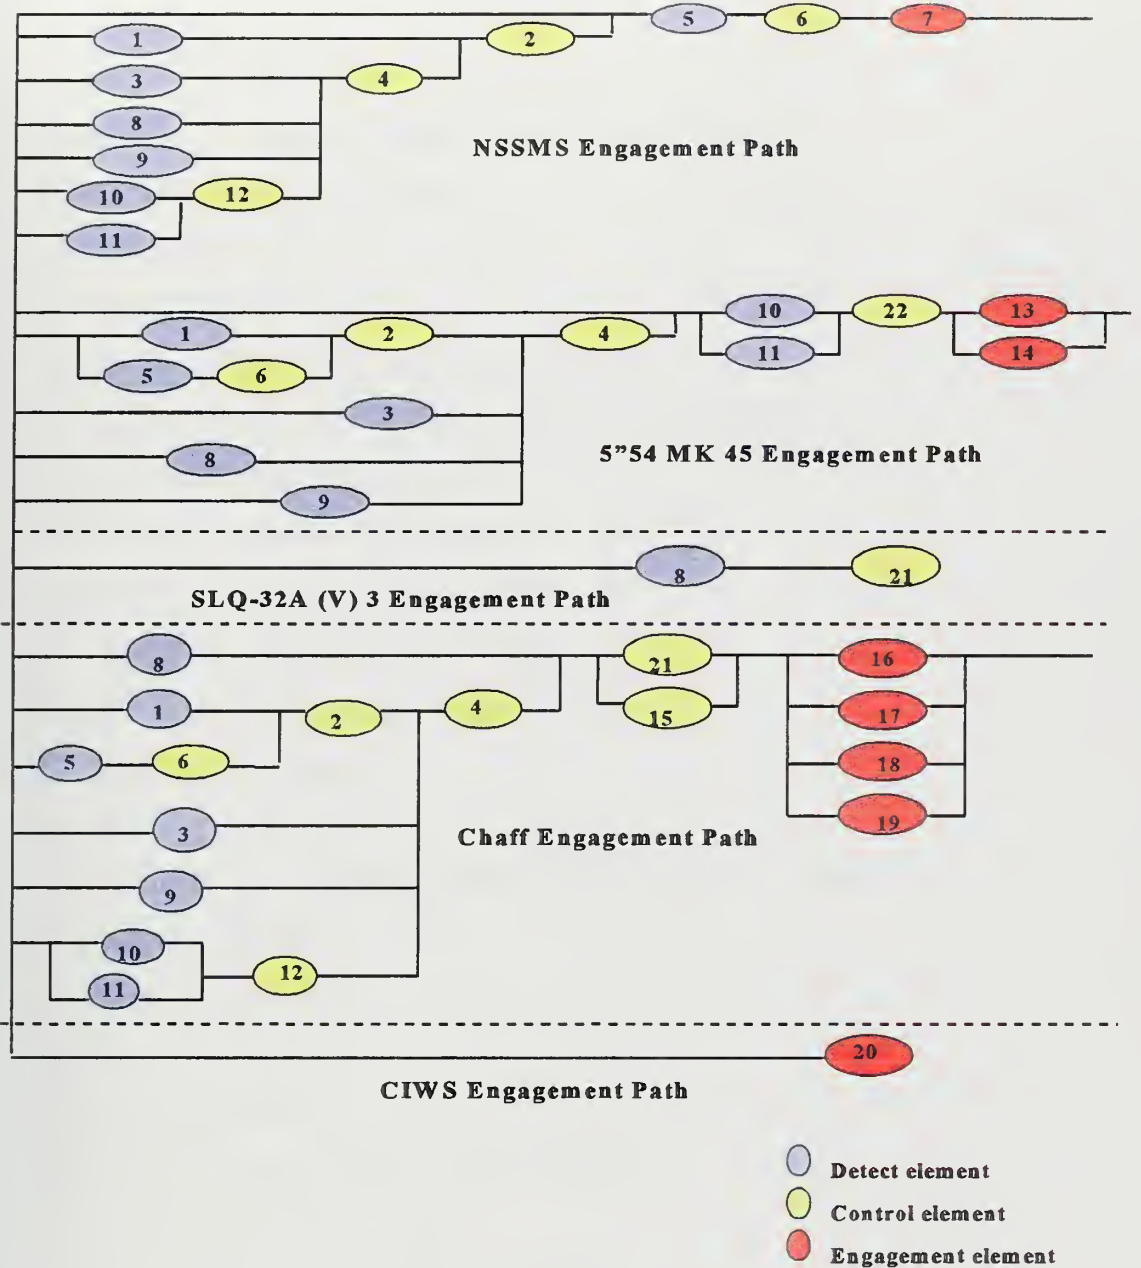 5 6 7
1 2
3 4
8
NSSMS Engagement Path
9
10 12
11
10 22 13
1 2 4
11 14
5 6
3
5”54 MK 45 Engagement Path
8
9
8 21
SLQ-32A (V) 3 Engagement Path
8 21 16
1 2 4 15 17
5 6 18
3 19
Chaff Engagement Path
9
10
12
11
20
CIWS Engagement Path
Detect element
Control element
Engagement element